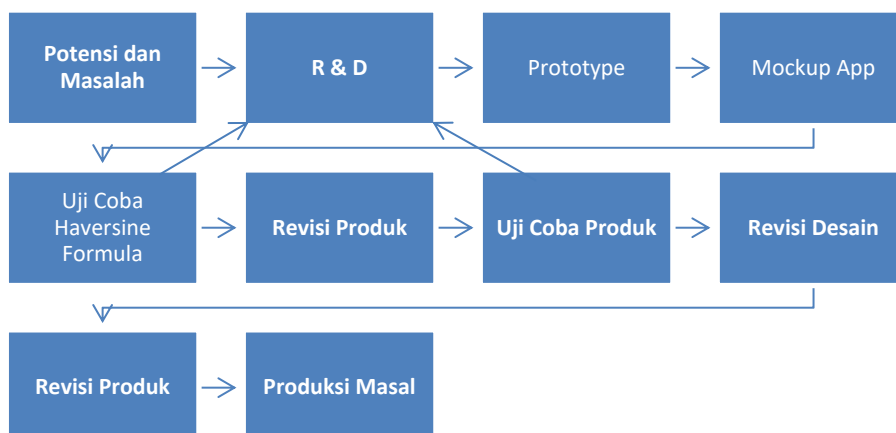 Potensi dan
Masalah
R & D
Prototype
Mockup App
Uji Coba
Haversine
Formula
Revisi Produk
Uji Coba Produk
Revisi Desain
Revisi Produk
Produksi Masal